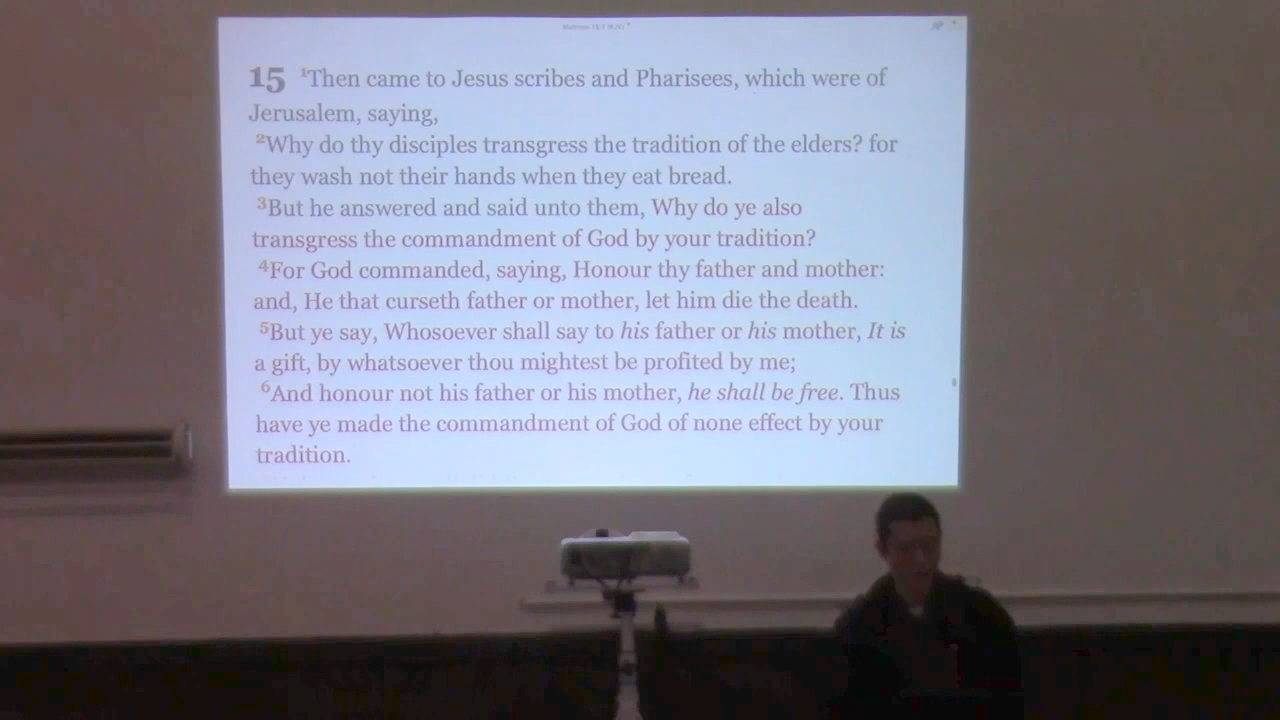 Matthew 15:1 (KJV)
15 1Then came to Jesus scribes and Pharisees, which were of
Jerusalem, saying,
2Why do thy disciples transgress the tradition of the elders? for
they wash not their hands when they eat bread.
3But he answered and said unto them, Why do ye also
transgress the commandment of God by your tradition?
4For God commanded, saying, Honour thy father and mother:
and, He that curseth father or mother, let him die the death.
5But ye say, Whosoever shall say to his father or his mother, It is
a gift, by whatsoever thou mightest be profited by me;
6And honour not his father or his mother, he shall be free. Thus
have ye made the commandment of God of none effect by your
tradition.